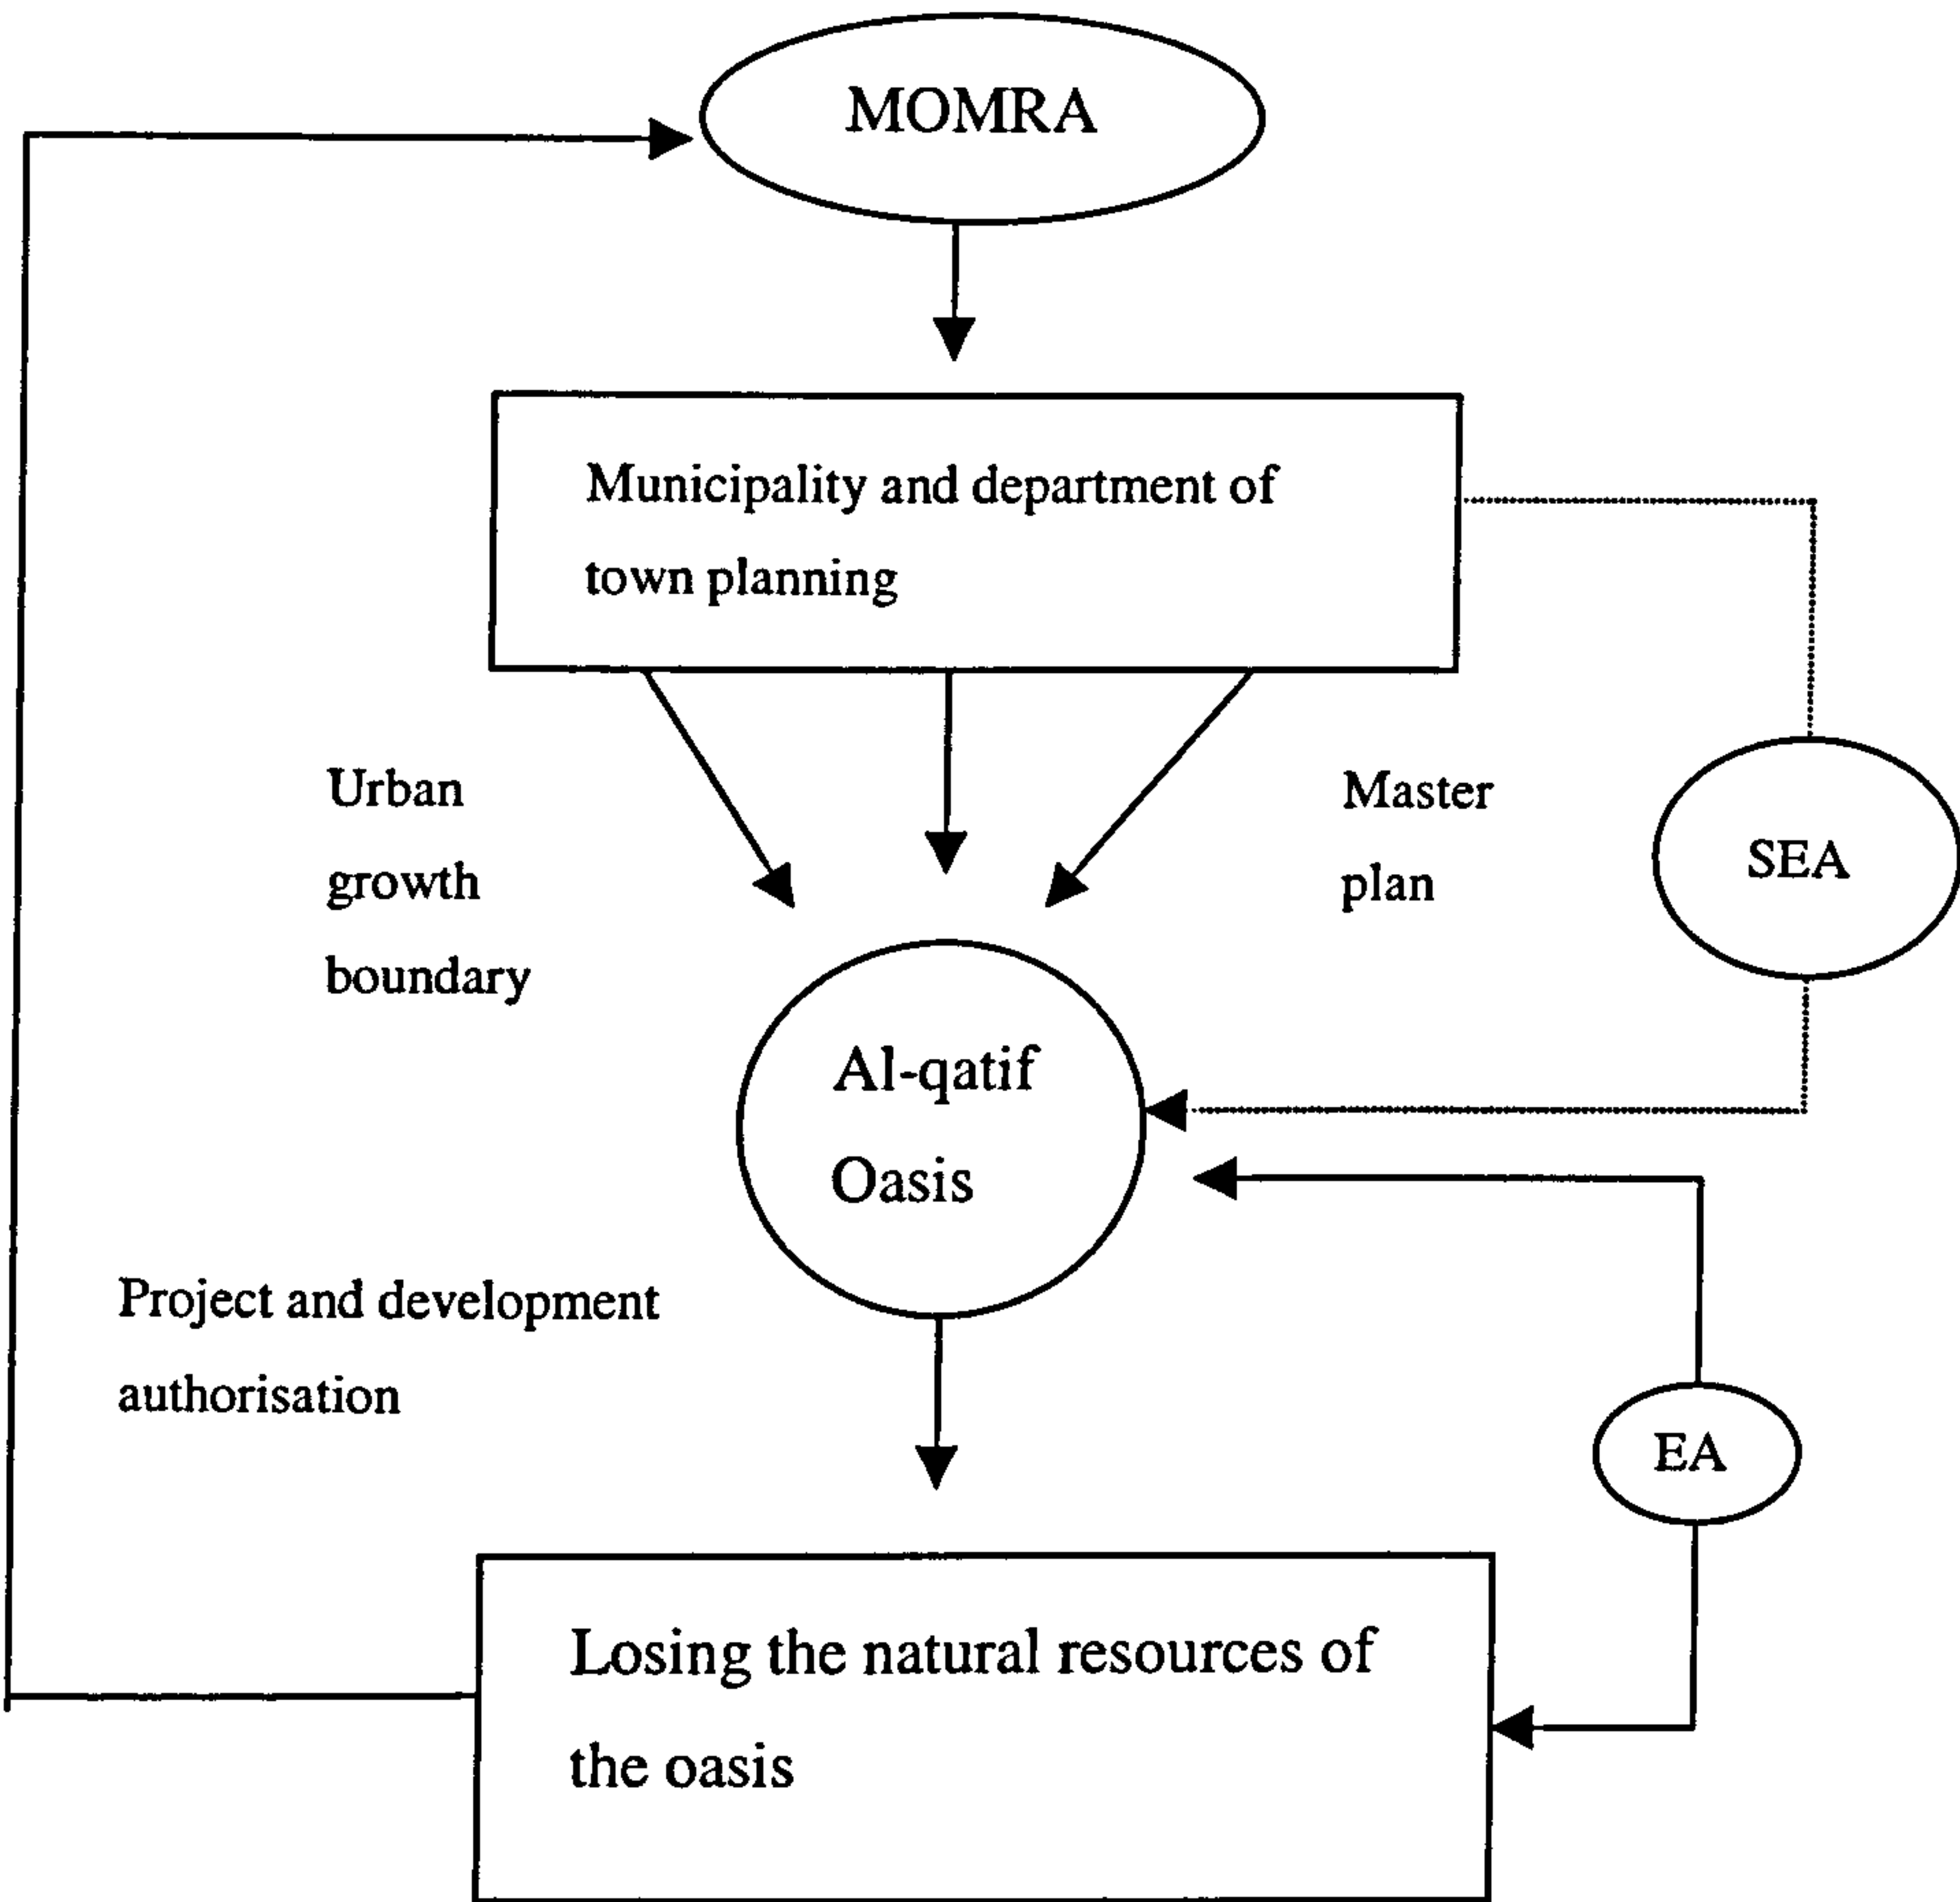 MOMRA
Municipality and department of
town planning
Urban
growth
boundary
Master
plan
SEA
Al-qatif
Oasis
Project and development
authorisation
EA
Losing the natural resources of
the oasis